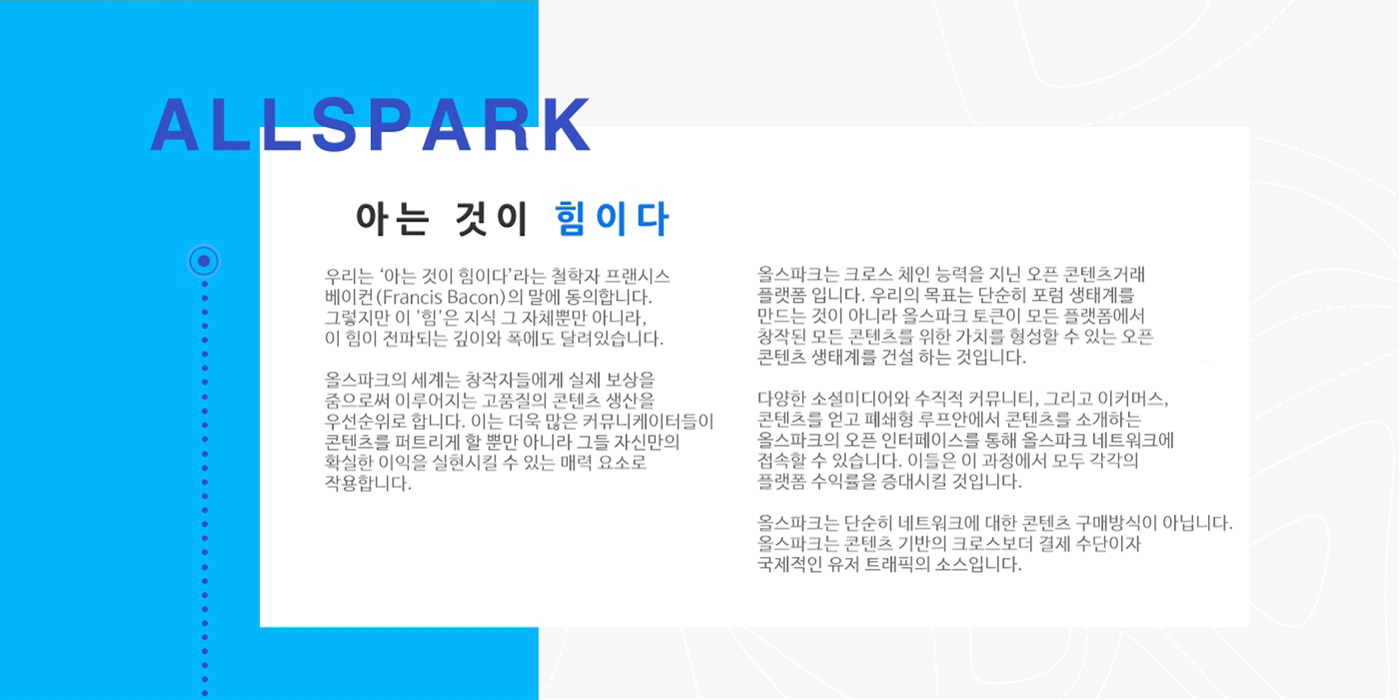 ALLSPARK
아는 것이 힘이다
우리는 ‘아는 것이 힘이다’라는 철학자 프랜시스
베이컨(Francis Bacon)의 말에 동의합니다.
그렇지만 이 '힘'은 지식 그 자체뿐만 아니라,
이 힘이 전파되는 깊이와 폭에도 달려있습니다.
올스파크의 세계는 창작자들에게 실제 보상을
줌으로써 이루어지는 고품질의 콘텐츠 생산을
우선순위로 합니다. 이는 더욱 많은 커뮤니케이터들이
콘텐츠를 퍼트리게 할 뿐만 아니라 그들 자신만의
확실한 이익을 실현시킬 수 있는 매력 요소로
작용합니다.
올스파크는 크로스 체인 능력을 지닌 오픈 콘텐츠거래
플랫폼 입니다. 우리의 목표는 단순히 포럼 생태계를
만드는 것이 아니라 올스파크 토큰이 모든 플랫폼에서
창작된 모든 콘텐츠를 위한 가치를 형성할 수 있는 오픈
콘텐츠 생태계를 건설 하는 것입니다.
다양한 소셜미디어와 수직적 커뮤니티, 그리고 이커머스,
콘텐츠를 얻고 폐쇄형 루프안에서 콘텐츠를 소개하는
올스파크의 오픈 인터페이스를 통해 올스파크 네트워크에
접속할 수 있습니다. 이들은 이 과정에서 모두 각각의
플랫폼 수익률을 증대시킬 것입니다.
올스파크는 단순히 네트워크에 대한 콘텐츠 구매방식이 아닙니다.
올스파크는 콘텐츠 기반의 크로스보더 결제 수단이자
국제적인 유저 트래픽의 소스입니다.